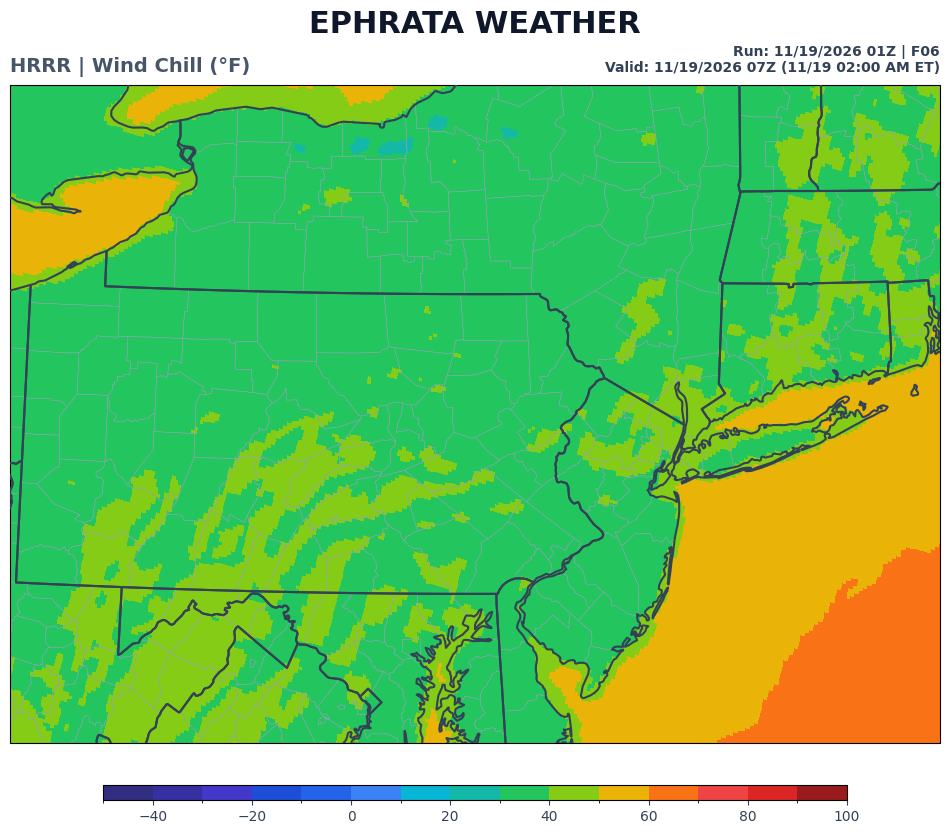 EPHRATA WEATHER
Run: 11/19/2026 01Z | F06
HRRR | Wind Chill (°F)
Valid: 11/19/2026 07Z (11/19 02:00 AM ET)
−40 −20 0 20 40 60 80 100